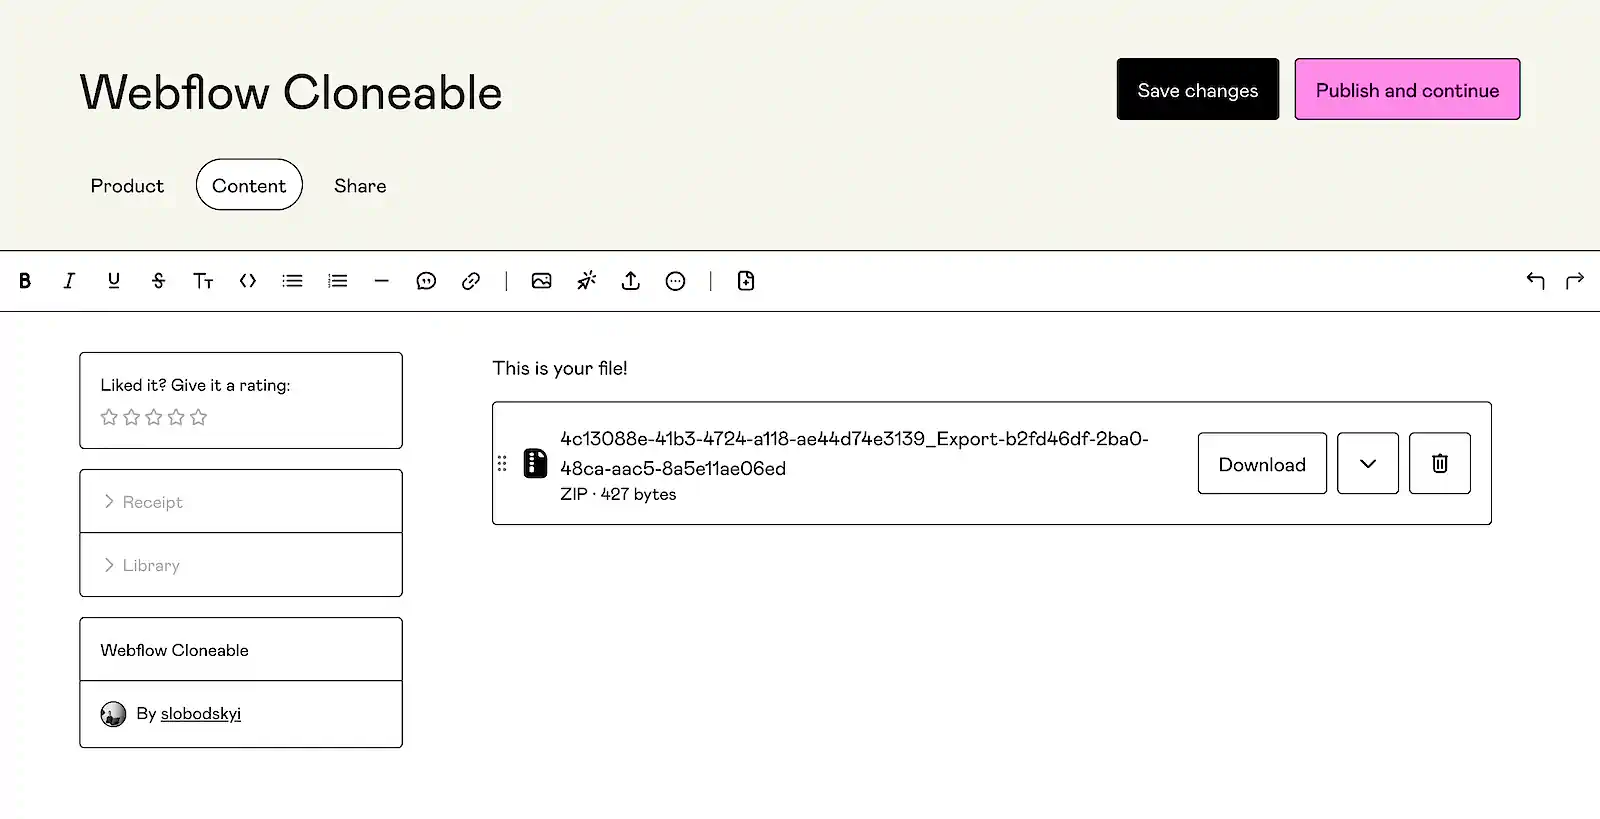 Webflow Cloneable
Save changes
Publish and continue
Product
Content
Share
Liked it? Give it a rating:
Receipt
Library
Webflow Cloneable
By slobodskyi
This is your file!
4c13088e-41b3-4724-a118-ae44d74e3139_Export-b2fd46df-2ba0-
48ca-aac5-8a5e11ae06ed
ZIP · 427 bytes
Download